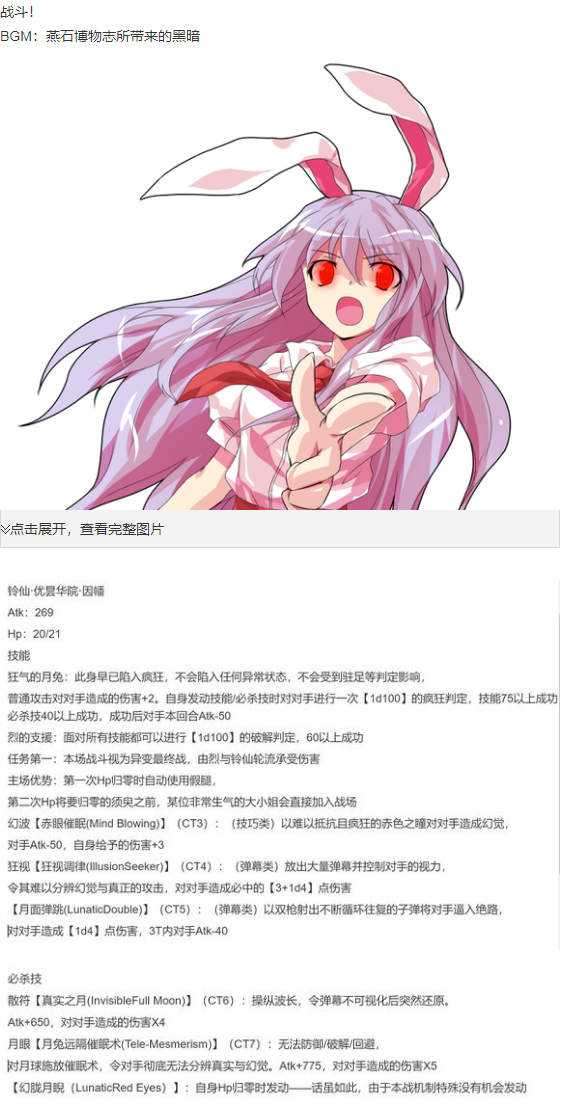 战斗！
BGM：燕石博物志所带来的黑暗
点击展开，查看完整图片
铃仙·优昙华院·因幡
Atk：269
Hp：20/21
技能
狂气的月兔：此身早已陷入疯狂，不会陷入任何异常状态，不会受到驻足等判定影响，
普通攻击对对手造成的伤害+2。自身发动技能/必杀技时对对手进行一次【1d100】的疯狂判定，技能75以上成功
必杀技40以上成功，成功后对手本回合Atk-50
烈的支援：面对所有技能都可以进行【1d100】的破解判定，60以上成功
任务第一：本场战斗视为异变最终战，由烈与铃仙轮流承受伤害
主场优势：第一次Hp归零时自动使用假腿，
第二次Hp将要归零的须臾之前，某位非常生气的大小姐会直接加入战场
幻波【赤眼催眠(Mind Blowing)】（CT3）：（技巧类）以难以抵抗且疯狂的赤色之瞳对对手造成幻觉，
对手Atk-50，自身给予的伤害+3
狂视【狂视调律(IllusionSeeker)】（CT4）：（弹幕类）放出大量弹幕并控制对手的视力，
令其难以分辨幻觉与真正的攻击，对对手造成必中的【3+1d4】点伤害
【月面弹跳(LunaticDouble)】（CT5）：（弹幕类）以双枪射出不断循环往复的子弹将对手逼入绝路，
对对手造成【1d4】点伤害，3T内对手Atk-40
必杀技
散符【真实之月(InvisibleFull Moon)】（CT6）：操纵波长，令弹幕不可视化后突然还原。
Atk+650，对对手造成的伤害X4
月眼【月兔远隔催眠术(Tele-Mesmerism)】（CT7）：无法防御/破解/回避，
对月球施放催眠术，令对手彻底无法分辨真实与幻觉。Atk+775，对对手造成的伤害X5
【幻胧月睨（LunaticRed Eyes）】：自身Hp归零时发动——话虽如此，由于本战机制特殊没有机会发动